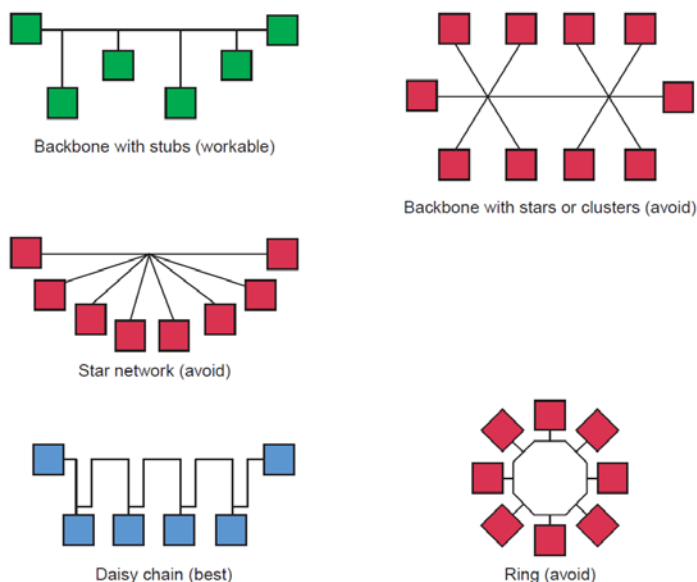 Backbone with stubs (workable)
Backbone with stars or clusters (avoid)
Star network (avoid)
Daisy chain (best)
Ring (avoid)